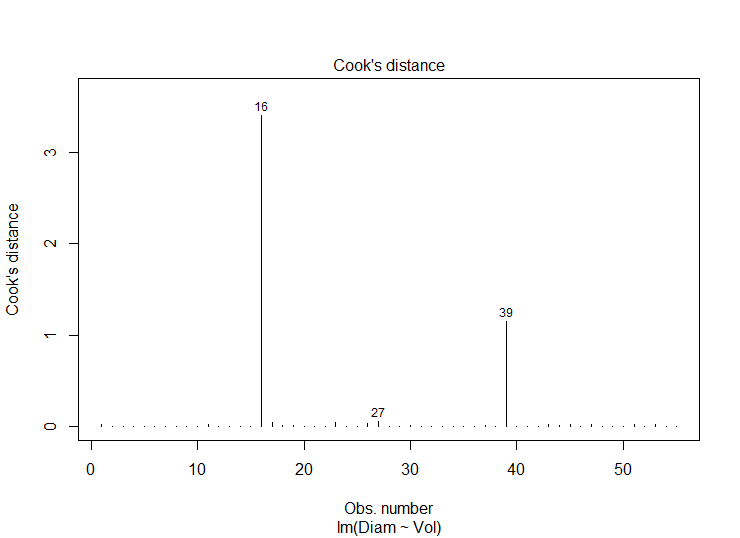 Cook's distance
Cook's distance
3
2
1
0
16
39
27
0 10 20 30 40 50
Obs. number
lm(Diam ~ Vol)